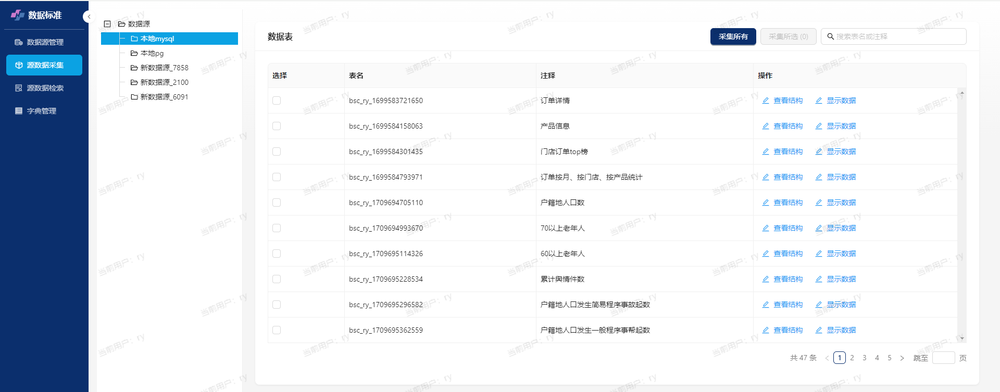 数据标准
数据源管理
源数据采集
源数据检索
字典管理
数据源
本地mysql
本地pg
新数据源_7858
新数据源_2100
新数据源_6091
数据表
采集所有
采集所选 (0)
搜索表名或注释
选择 表名 注释 操作
bsc_ry_1699583721650 订单详情 查看结构 显示数据
bsc_ry_1699584158063 产品信息 查看结构 显示数据
bsc_ry_1699584301435 门店订单top榜 查看结构 显示数据
bsc_ry_1699584793971 订单按月、按门店、按产品统计 查看结构 显示数据
bsc_ry_1709694705110 户籍地人口数 查看结构 显示数据
bsc_ry_1709694993670 70以上老年人 查看结构 显示数据
bsc_ry_1709695114326 60以上老年人 查看结构 显示数据
bsc_ry_1709695228534 累计舆情件数 查看结构 显示数据
bsc_ry_1709695296582 户籍地人口发生简易程序事故起数 查看结构 显示数据
bsc_ry_1709695362559 户籍地人口发生一般程序事帮起数 查看结构 显示数据
共 47 条 1 2 3 4 5 跳至 页
当前用户：ry